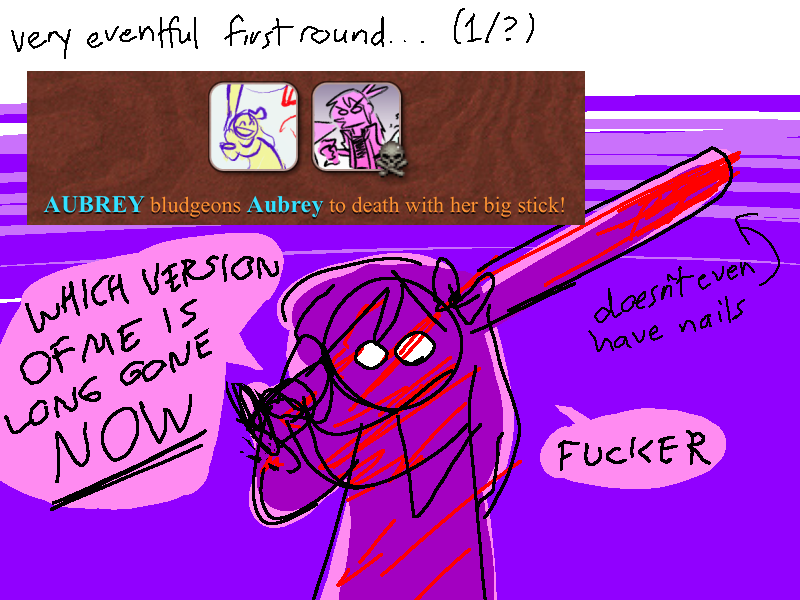 very eventful first round... (1/?)
AUBREY bludgeons Aubrey to death with her big stick!
WHICH VERSION
OF ME IS
LONG GONE
NOW
doesn't even
have nails
FUCKER